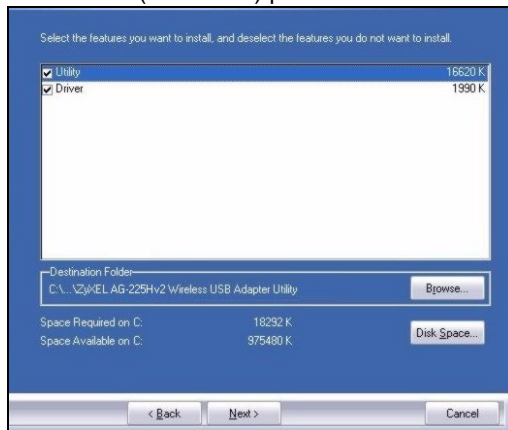 Select the features you want to install, and deselect the features you do not want to install.
Utility 16620 K
Driver 1990 K
Destination Folder
C:\...\ZyXEL AG-225Hv2 Wireless USB Adapter Utility
Browse...
Space Required on C: 18292 K
Space Available on C: 975480 K
Disk Space...
< Back Next > Cancel